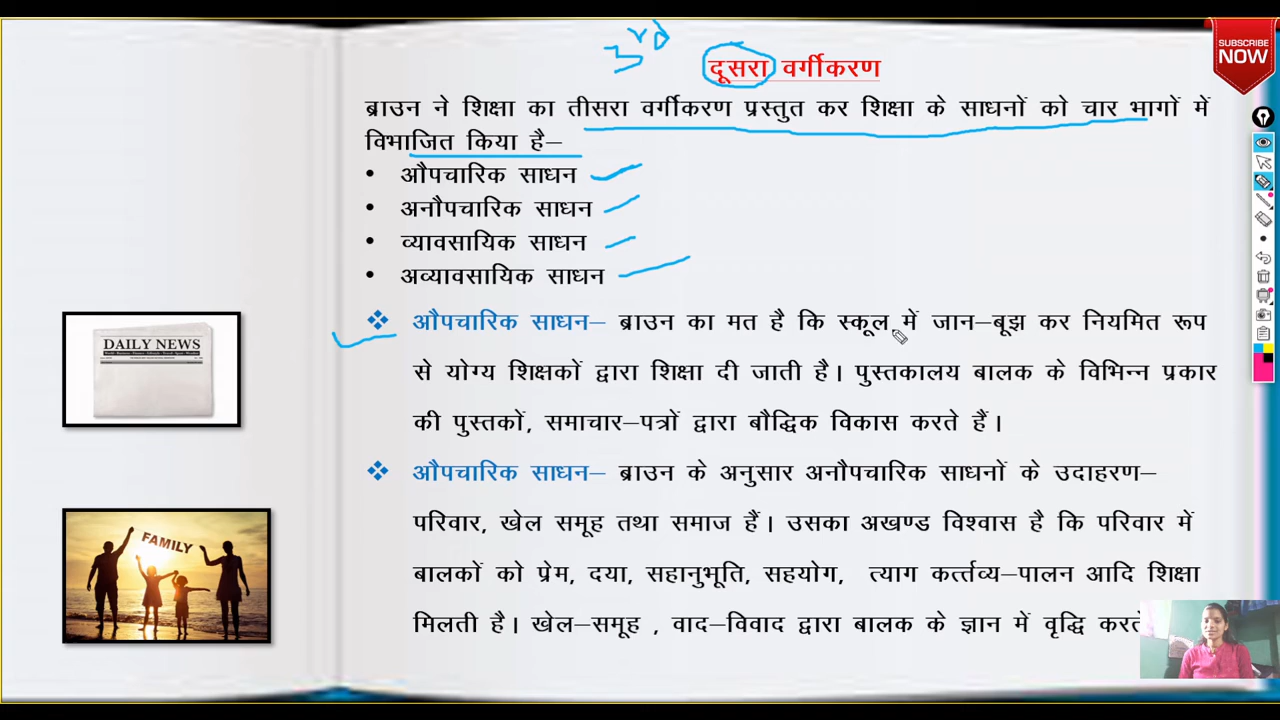 3rd
दूसरा वर्गीकरण
SUBSCRIBE
NOW
ब्राउन ने शिक्षा का तीसरा वर्गीकरण प्रस्तुत कर शिक्षा के साधनों को चार भागों में
विभाजित किया है–
• औपचारिक साधन
• अनौपचारिक साधन
• व्यावसायिक साधन
• अव्यावसायिक साधन
❖ औपचारिक साधन– ब्राउन का मत है कि स्कूल में जान–बूझ कर नियमित रूप
से योग्य शिक्षकों द्वारा शिक्षा दी जाती है। पुस्तकालय बालक के विभिन्न प्रकार
की पुस्तकों, समाचार–पत्रों द्वारा बौद्धिक विकास करते हैं।
DAILY NEWS
❖ औपचारिक साधन– ब्राउन के अनुसार अनौपचारिक साधनों के उदाहरण–
परिवार, खेल समूह तथा समाज हैं। उसका अखण्ड विश्वास है कि परिवार में
बालकों को प्रेम, दया, सहानुभूति, सहयोग, त्याग कर्त्तव्य–पालन आदि शिक्षा
मिलती है। खेल–समूह , वाद–विवाद द्वारा बालक के ज्ञान में वृद्धि करते
FAMILY